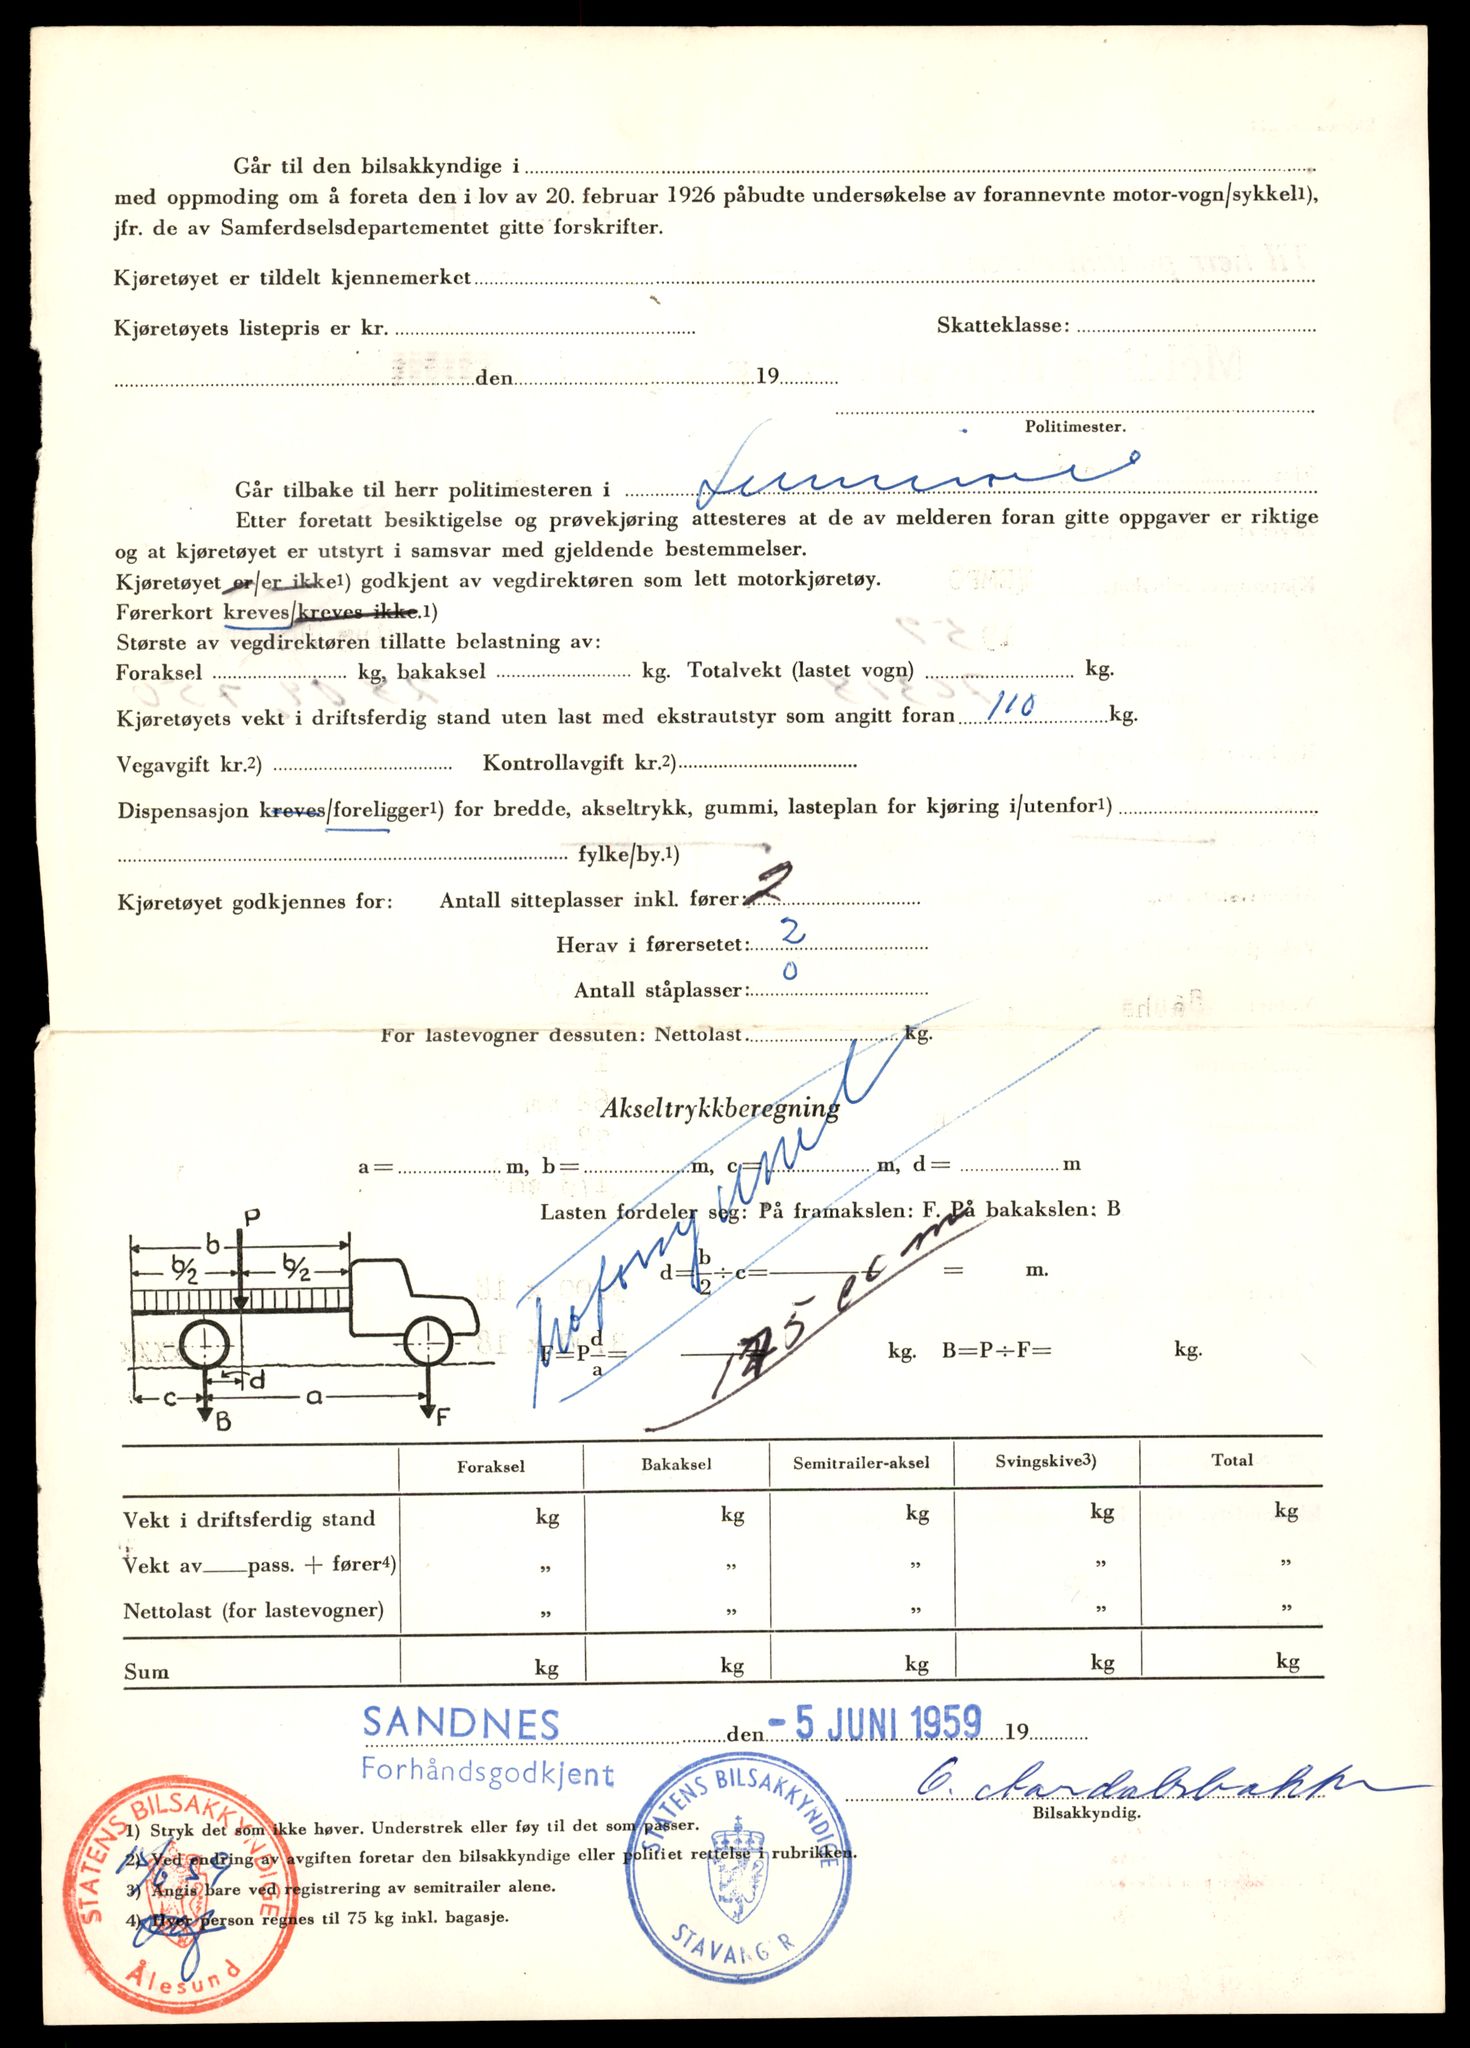 Går til den bilsakkyndige i
med oppmoding om å foreta den i lov av 20. februar 1926 påbudte undersøkelse av forannevnte motor-vogn/sykkel1),
jfr. de av Samferdselsdepartementet gitte forskrifter.
Kjøretøyet er tildelt kjennemerket
Kjøretøyets listepris er kr. Skatteklasse:
den 19
Politimester.
Går tilbake til herr politimesteren i
Etter foretatt besiktigelse og prøvekjøring attesteres at de av melderen foran gitte oppgaver er riktige
og at kjøretøyet er utstyrt i samsvar med gjeldende bestemmelser.
Kjøretøyet er/er ikke1) godkjent av vegdirektøren som lett motorkjøretøy.
Førerkort kreves/kreves ikke.1)
Største av vegdirektøren tillatte belastning av:
Foraksel kg, bakaksel kg. Totalvekt (lastet vogn) kg.
Kjøretøyets vekt i driftsferdig stand uten last med ekstrautstyr som angitt foran 110 kg.
Vegavgift kr.2) Kontrollavgift kr.2)
Dispensasjon kreves/foreligger1) for bredde, akseltrykk, gummi, lasteplan for kjøring i/utenfor1)
fylke/by.1)
Kjøretøyet godkjennes for: Antall sitteplasser inkl. fører: 2
Herav i førersetet: 2
Antall ståplasser: 0
For lastevogner dessuten: Nettolast kg.
Akseltrykkberegning
a= m, b= m, c= m, d= m
Lasten fordeler seg: På framakslen: F. På bakakslen: B
d=b/2÷c= = m.
F=P d/a= kg. B=P÷F= kg.
175 ccm
P
b
b/2 b/2
d
c a
B F
Foraksel Bakaksel Semitrailer-aksel Svingskive3) Total
Vekt i driftsferdig stand kg kg kg kg kg
Vekt av pass. + fører4) „ „ „ „ „
Nettolast (for lastevogner) „ „ „ „ „
Sum kg kg kg kg kg
SANDNES den -5 JUNI 1959 19
Forhåndsgodkjent
Bilsakkyndig.
1) Stryk det som ikke høver. Understrek eller føy til det som passer.
2) Ved endring av avgiften foretar den bilsakkyndige eller politiet rettelse i rubrikken.
3) Angis bare ved registrering av semitrailer alene.
4) Hver person regnes til 75 kg inkl. bagasje.
STATENS BILSAKKYNDIGE
Ålesund
STATENS BILSAKKYNDIGE
STAVANG R